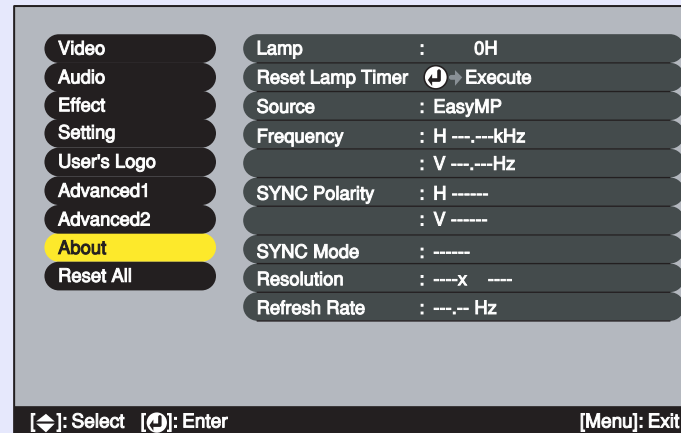 Video
Audio
Effect
Setting
User's Logo
Advanced1
Advanced2
About
Reset All
Lamp : 0H
Reset Lamp Timer Execute
Source : EasyMP
Frequency : H ---.---kHz
: V ---.---Hz
SYNC Polarity : H ------
: V ------
SYNC Mode : ------
Resolution : ----x ----
Refresh Rate : ---.-- Hz
[ ]: Select [ ]: Enter [Menu]: Exit